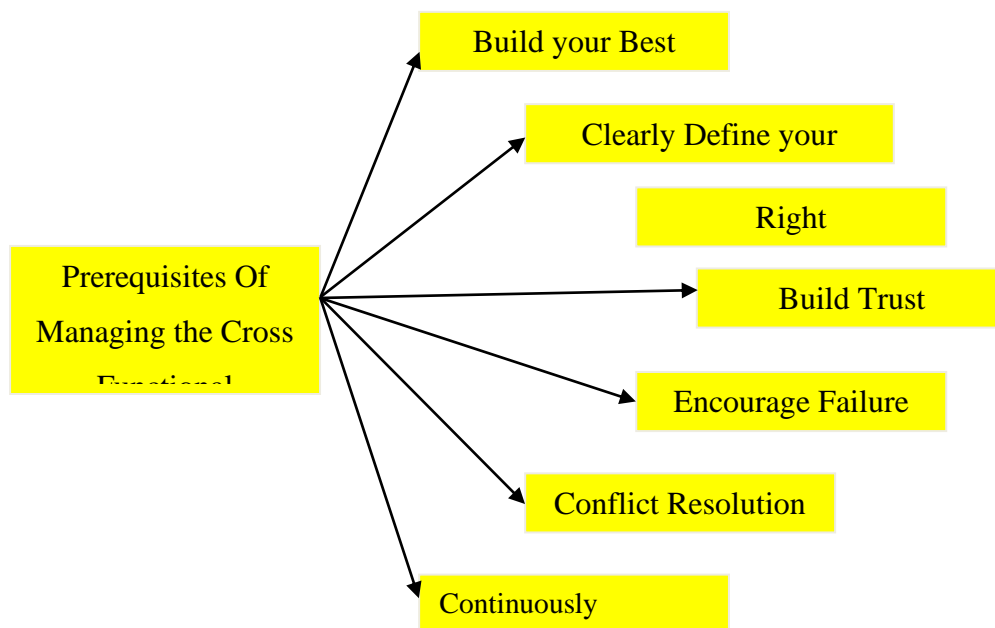 Build your Best
Clearly Define your
Right
Prerequisites Of
Managing the Cross
Functional
Build Trust
Encourage Failure
Conflict Resolution
Continuously